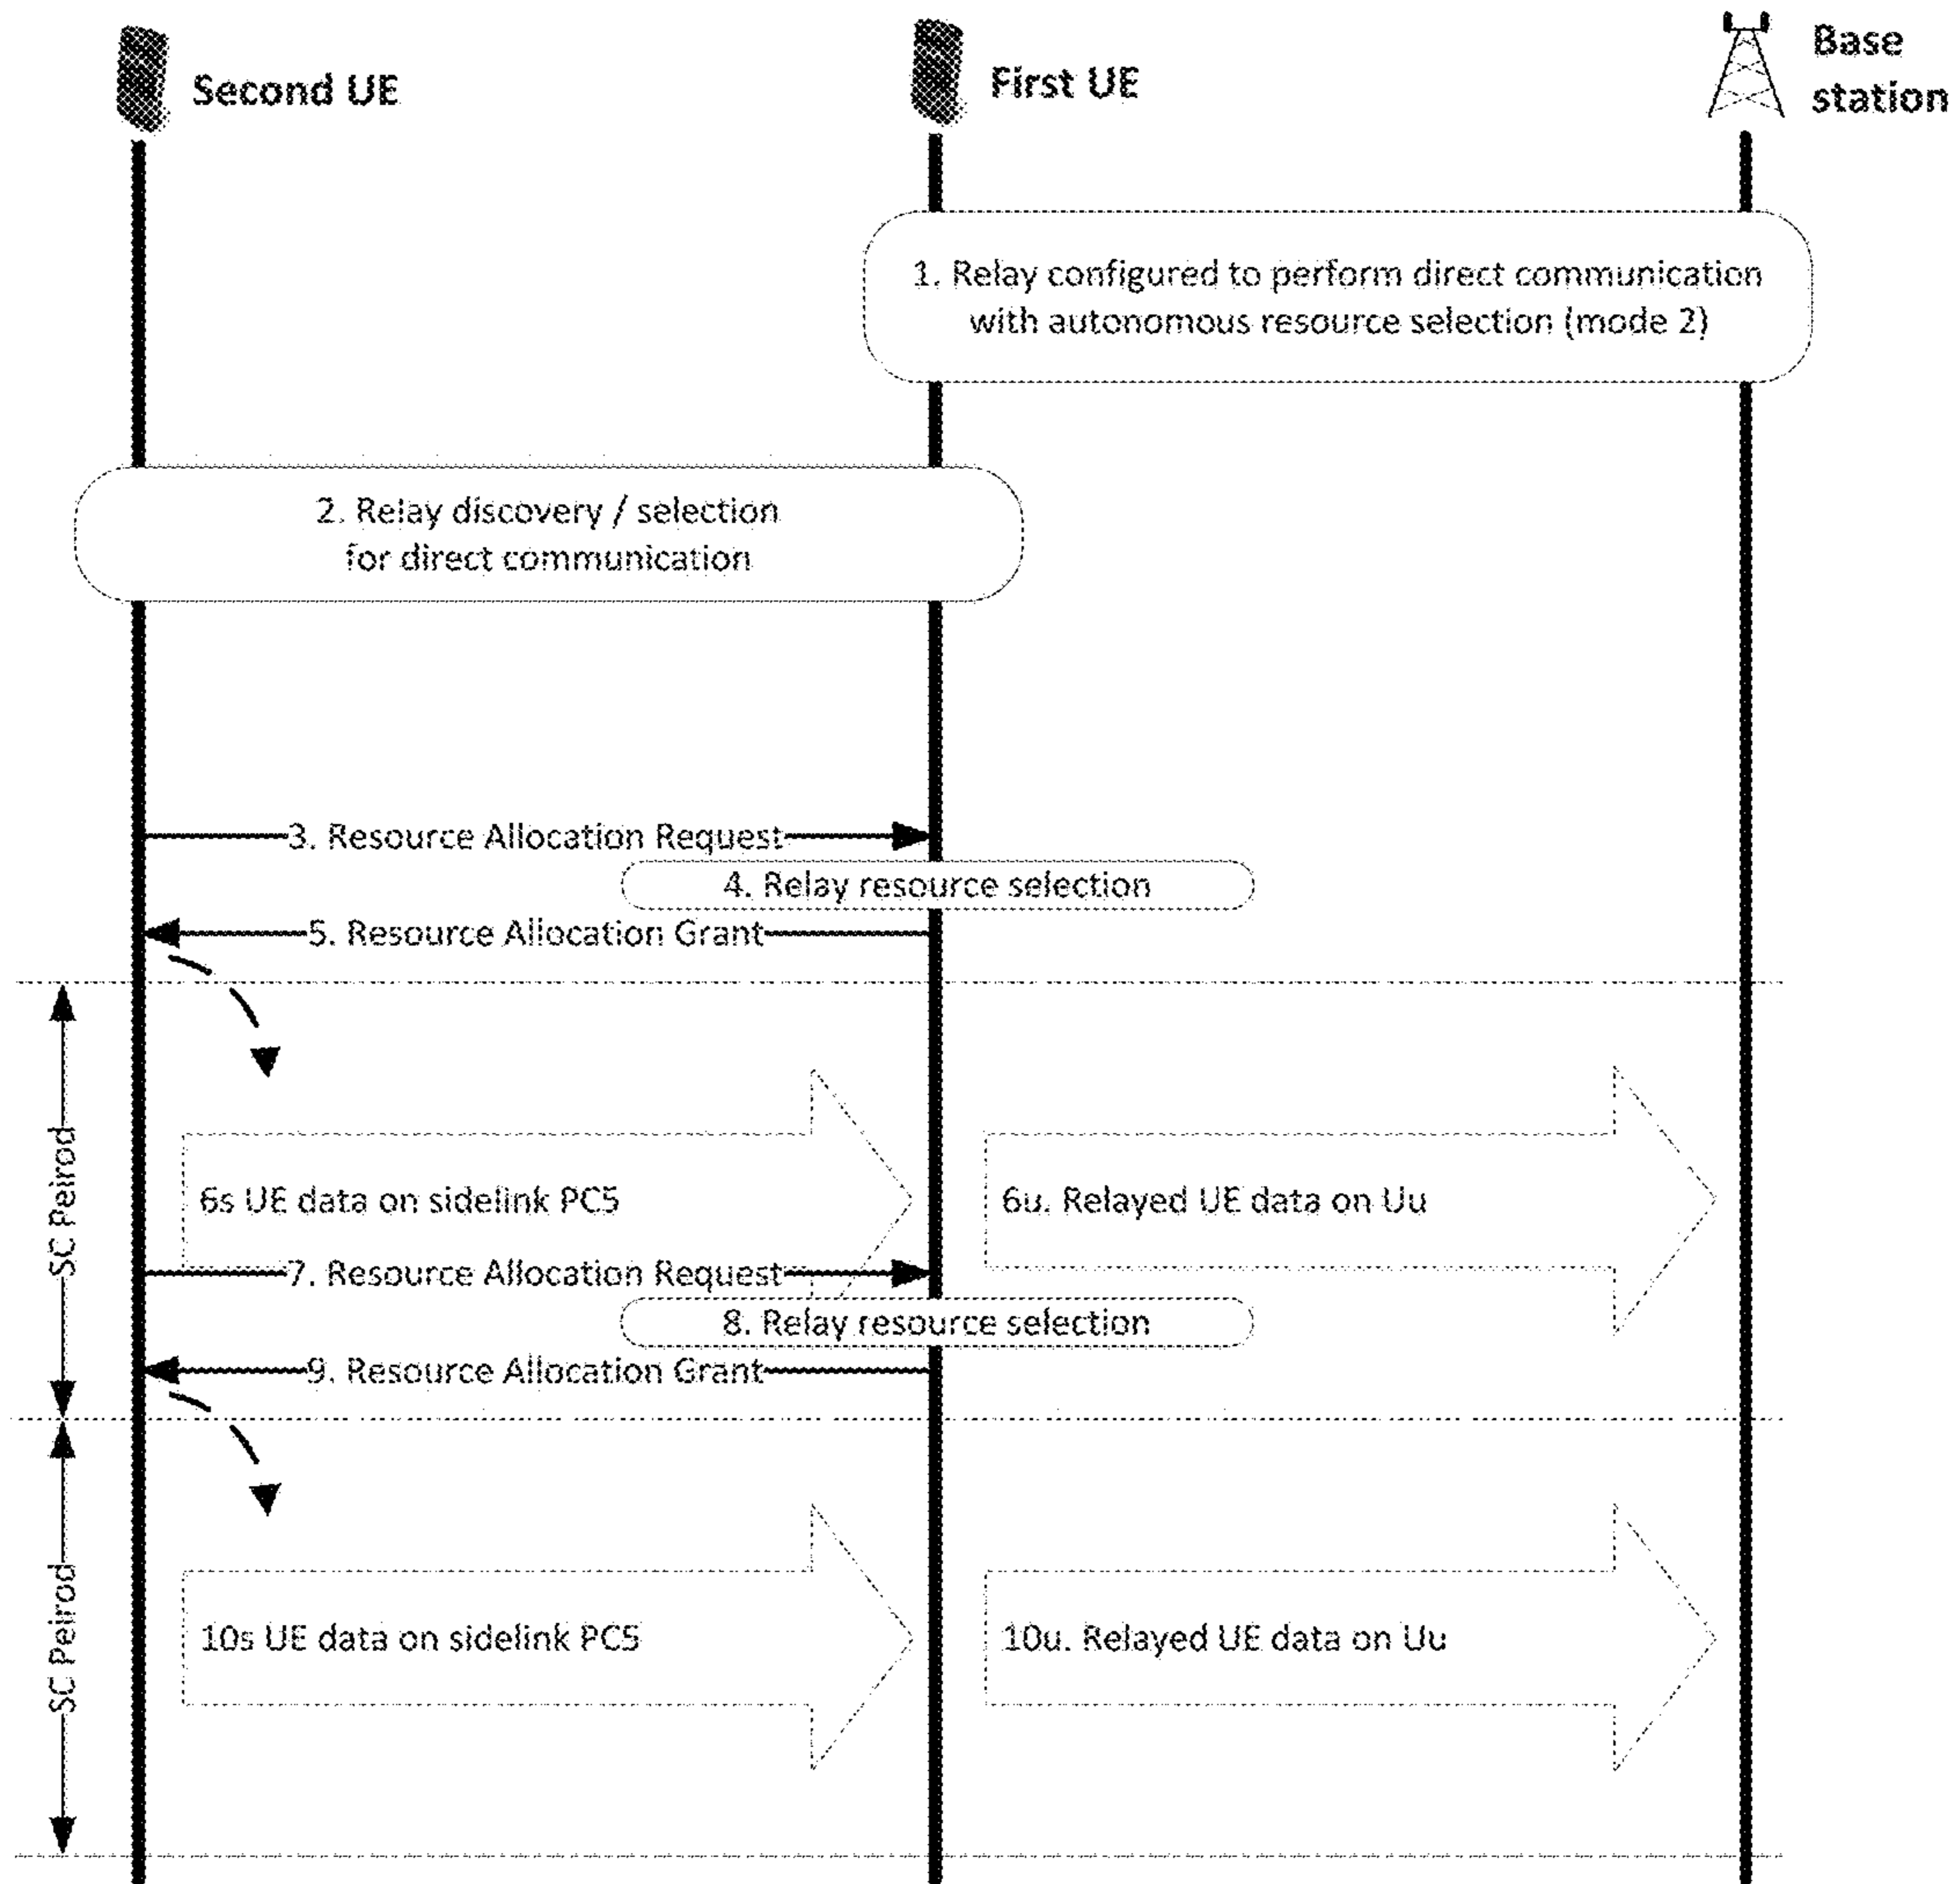 Second UE
First UE
Base
station
1. Relay configured to perform direct communication
with autonomous resource selection (mode 2)
2. Relay discovery / selection
for direct communication
3. Resource Allocation Request
4. Relay resource selection
5. Resource Allocation Grant
SC Peirod
6s UE data on sidelink PC5
6u. Relayed UE data on Uu
7. Resource Allocation Request
8. Relay resource selection
9. Resource Allocation Grant
SC Peirod
10s UE data on sidelink PC5
10u. Relayed UE data on Uu